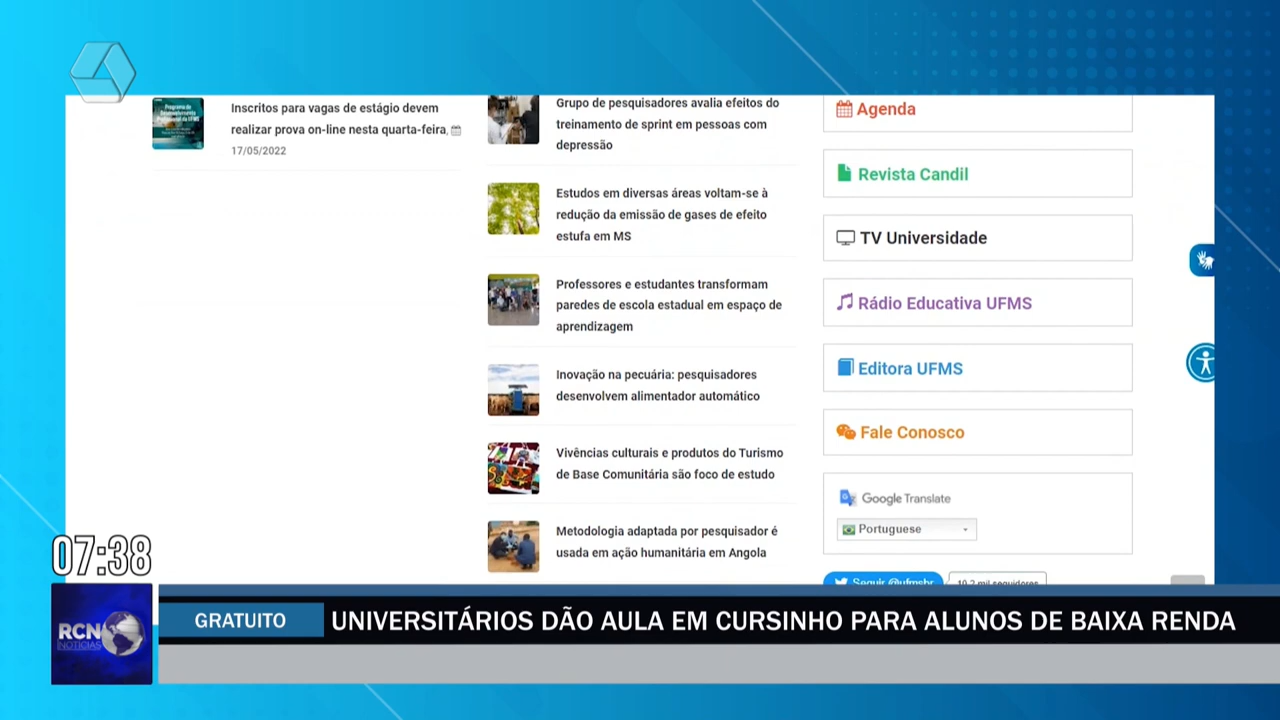 Inscritos para vagas de estágio devem
realizar prova on-line nesta quarta-feira,
17/05/2022
Grupo de pesquisadores avalia efeitos do
treinamento de sprint em pessoas com
depressão
Estudos em diversas áreas voltam-se à
redução da emissão de gases de efeito
estufa em MS
Professores e estudantes transformam
paredes de escola estadual em espaço de
aprendizagem
Inovação na pecuária: pesquisadores
desenvolvem alimentador automático
Vivências culturais e produtos do Turismo
de Base Comunitária são foco de estudo
Metodologia adaptada por pesquisador é
usada em ação humanitária em Angola
Agenda
Revista Candil
TV Universidade
Rádio Educativa UFMS
Editora UFMS
Fale Conosco
Google Translate
Portuguese
Seguir @ufmsbr
10,2 mil seguidores
07:38
RCN
NOTÍCIAS
GRATUITO
UNIVERSITÁRIOS DÃO AULA EM CURSINHO PARA ALUNOS DE BAIXA RENDA